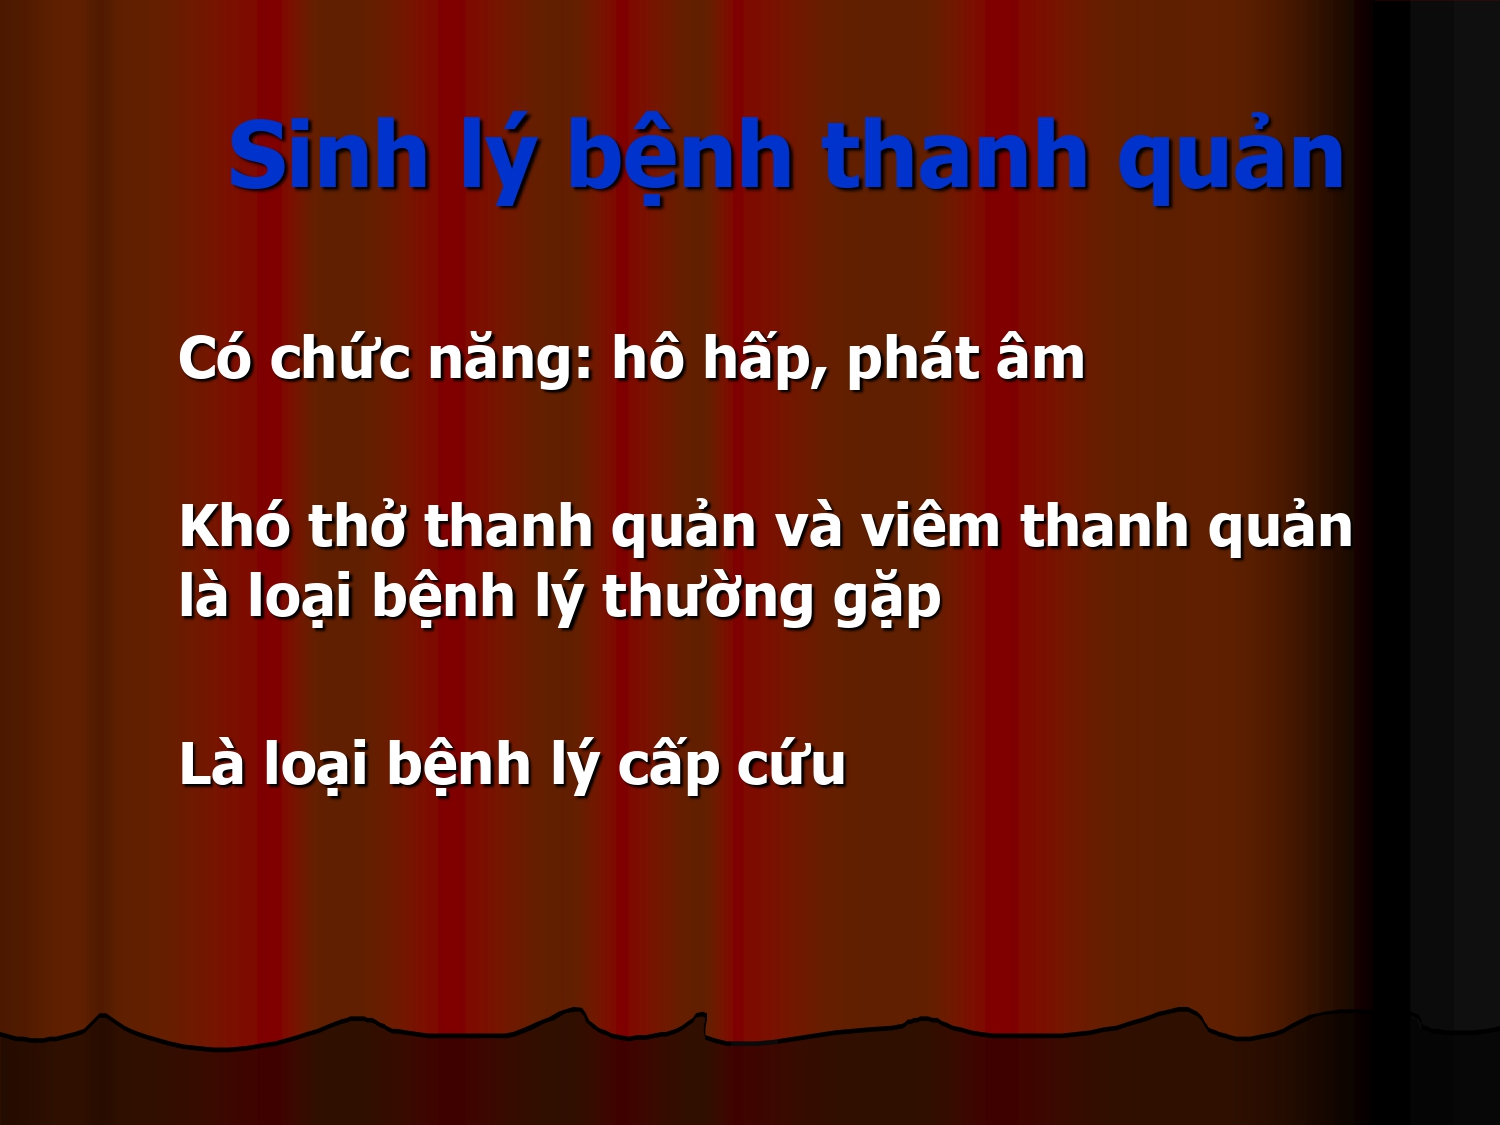 Sinh lý bệnh thanh quản
Có chức năng: hô hấp, phát âm
Khó thở thanh quản và viêm thanh quản
là loại bệnh lý thường gặp
Là loại bệnh lý cấp cứu